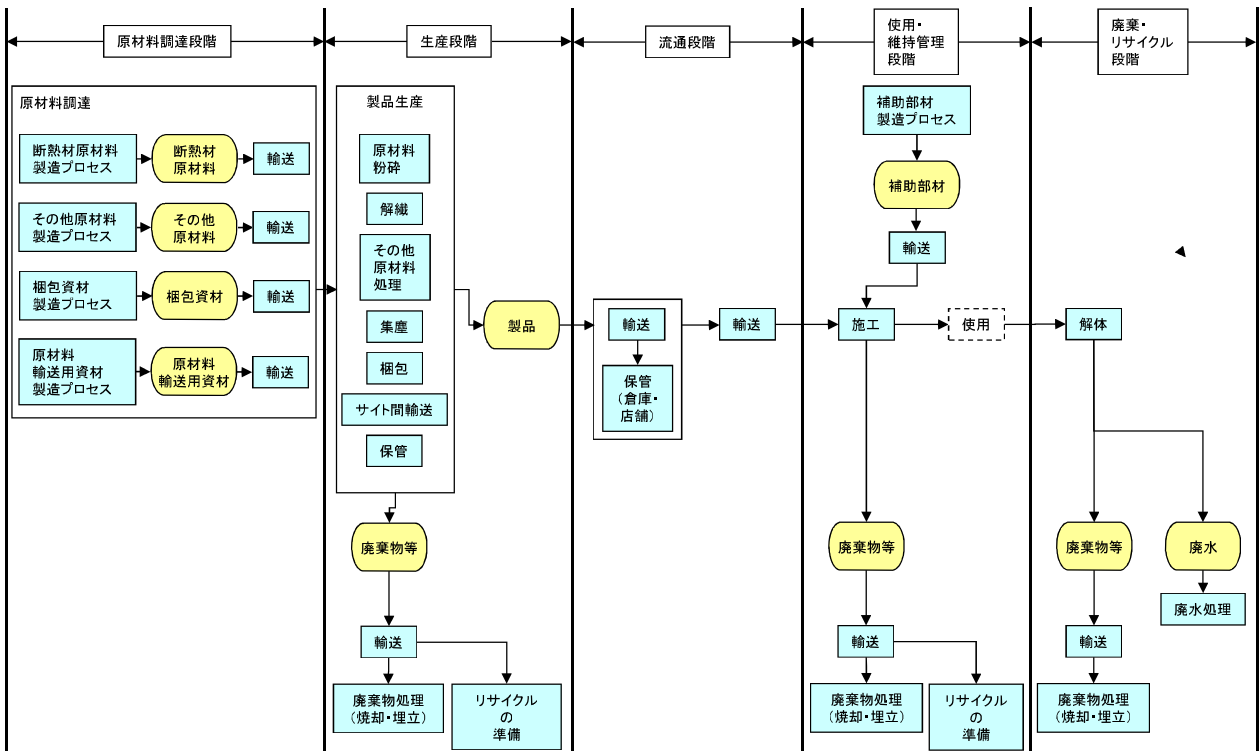 原材料調達段階
生産段階
流通段階
使用・
維持管理
段階
廃棄・
リサイクル
段階
原材料調達
断熱材原材料
製造プロセス
断熱材
原材料
輸送
その他原材料
製造プロセス
その他
原材料
輸送
梱包資材
製造プロセス
梱包資材
輸送
原材料
輸送用資材
製造プロセス
原材料
輸送用資材
輸送
製品生産
原材料
粉砕
解繊
その他
原材料
処理
集塵
梱包
サイト間輸送
保管
廃棄物等
輸送
廃棄物処理
(焼却・埋立)
リサイクル
の
準備
製品
輸送
保管
(倉庫・
店舗)
輸送
補助部材
製造プロセス
補助部材
輸送
施工
使用
廃棄物等
輸送
廃棄物処理
(焼却・埋立)
リサイクル
の
準備
解体
廃棄物等
輸送
廃棄物処理
(焼却・埋立)
廃水
廃水処理